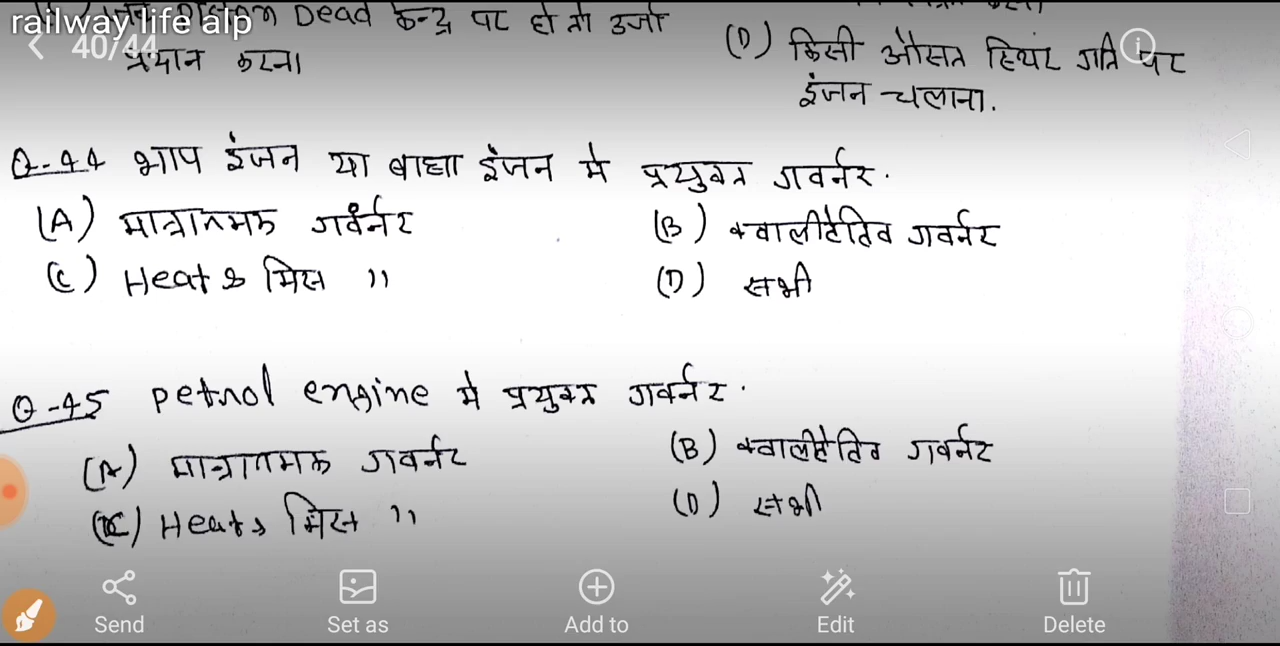 railway life alp
40/44
Dead केन्द्र पर हो तो उर्जा
प्रदान करना
(D) किसी औसत स्थिर गति पर
इंजन चलाना.
Q-44 भाप इंजन या बाह्य इंजन मे प्रयुक्त गवर्नर.
(A) मात्रात्मक गवर्नर
(B) क्वालीटेटिव गवर्नर
(C) Heat & मिस "
(D) सभी
Q-45 petrol engine मे प्रयुक्त गवर्नर.
(A) मात्रात्मक गवर्नर
(B) क्वालीटेटिव गवर्नर
(C) Heat & मिस "
(D) सभी
Send
Set as
Add to
Edit
Delete